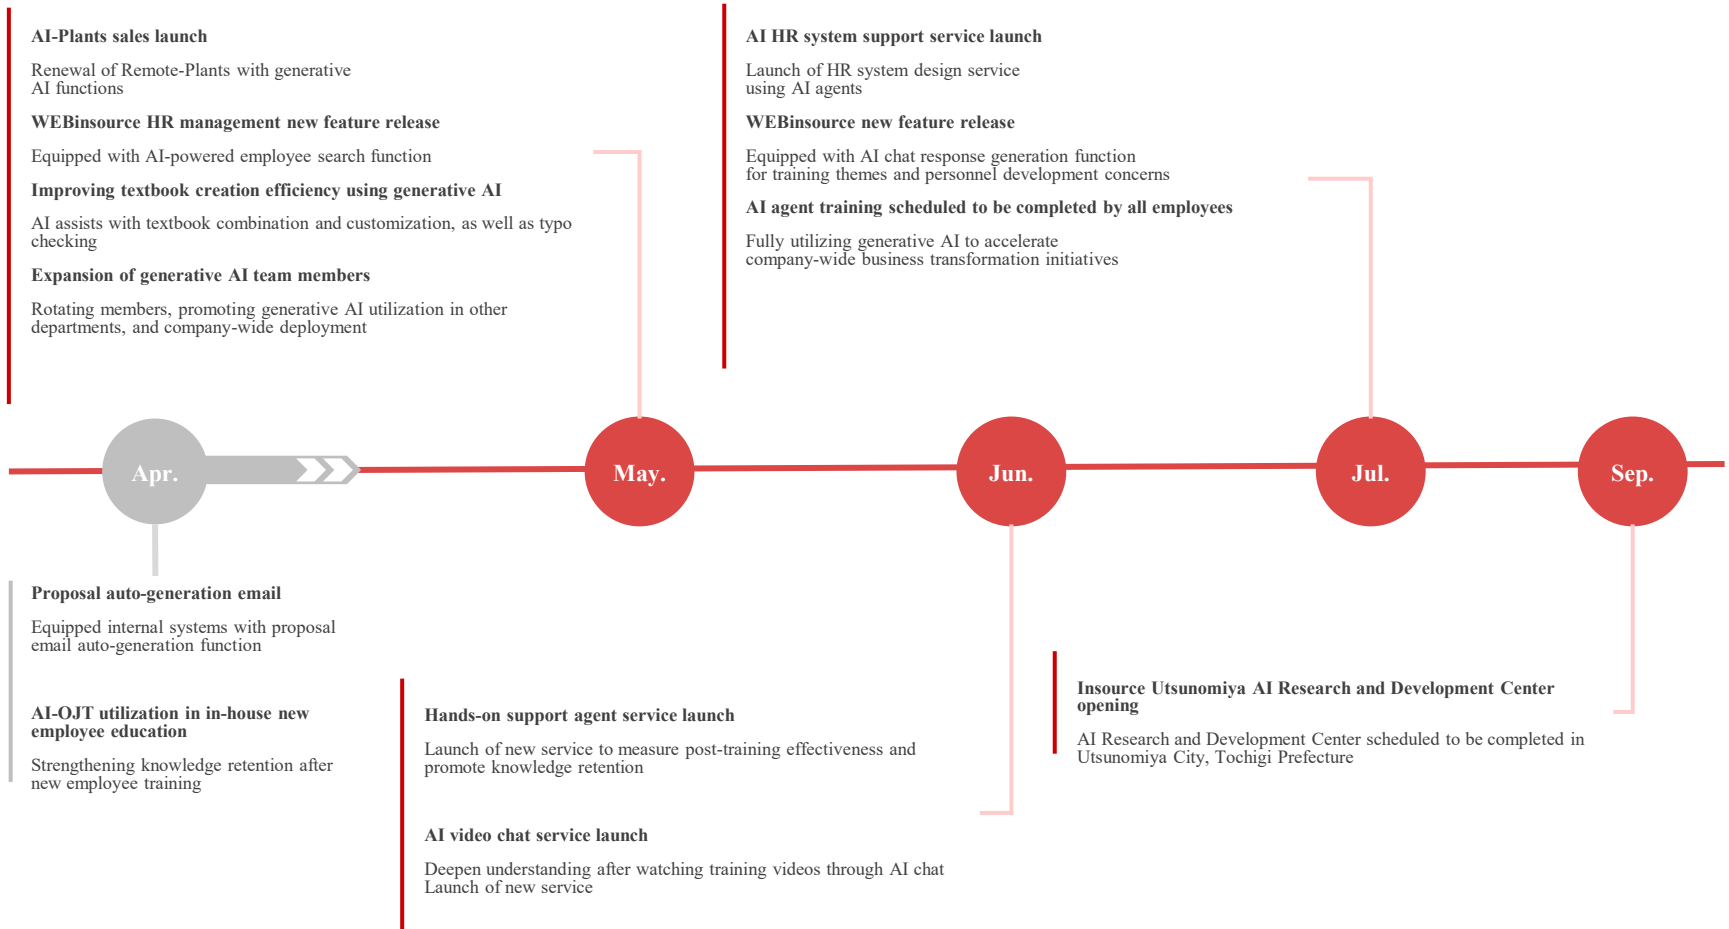 AI-Plants sales launch
Renewal of Remote-Plants with generative
AI functions
WEBinsource HR management new feature release
Equipped with AI-powered employee search function
Improving textbook creation efficiency using generative AI
AI assists with textbook combination and customization, as well as typo
checking
Expansion of generative AI team members
Rotating members, promoting generative AI utilization in other
departments, and company-wide deployment
AI HR system support service launch
Launch of HR system design service
using AI agents
WEBinsource new feature release
Equipped with AI chat response generation function
for training themes and personnel development concerns
AI agent training scheduled to be completed by all employees
Fully utilizing generative AI to accelerate
company-wide business transformation initiatives
Apr.
May.
Jun.
Jul.
Sep.
Proposal auto-generation email
Equipped internal systems with proposal
email auto-generation function
AI-OJT utilization in in-house new
employee education
Strengthening knowledge retention after
new employee training
Hands-on support agent service launch
Launch of new service to measure post-training effectiveness and
promote knowledge retention
AI video chat service launch
Deepen understanding after watching training videos through AI chat
Launch of new service
Insource Utsunomiya AI Research and Development Center
opening
AI Research and Development Center scheduled to be completed in
Utsunomiya City, Tochigi Prefecture